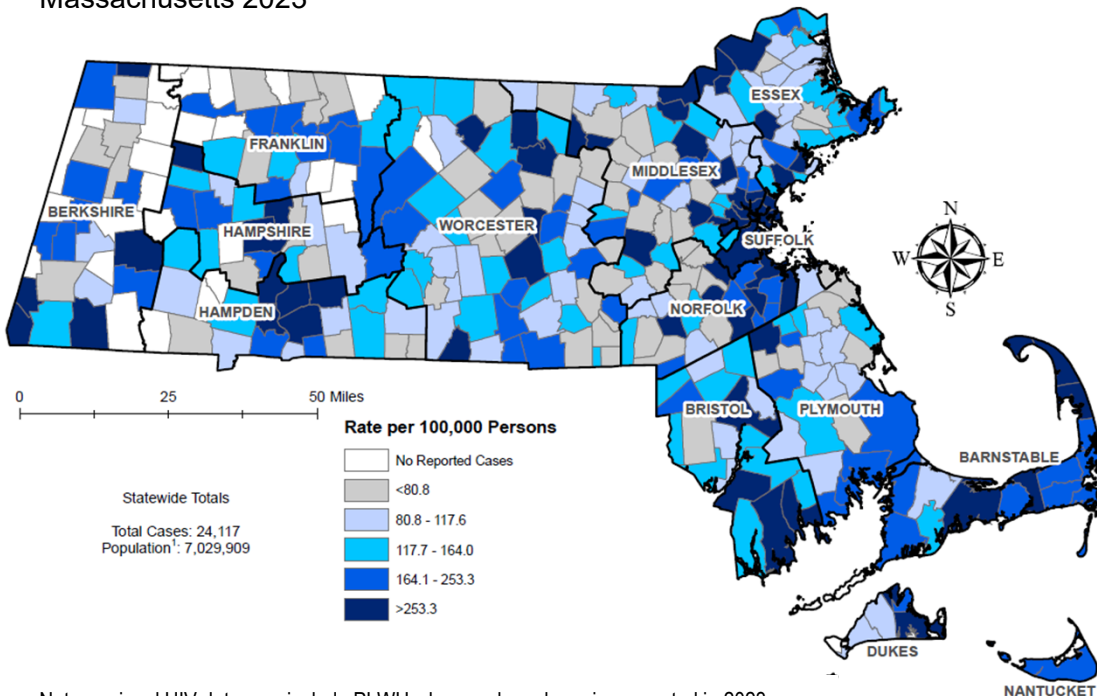 Massachusetts 2023
ESSEX
FRANKLIN
MIDDLESEX
BERKSHIRE
HAMPSHIRE
WORCESTER
SUFFOLK
N
W
E
S
HAMPDEN
NORFOLK
0 25 50 Miles
BRISTOL
PLYMOUTH
BARNSTABLE
Rate per 100,000 Persons
No Reported Cases
<80.8
80.8 - 117.6
117.7 - 164.0
164.1 - 253.3
>253.3
Statewide Totals
Total Cases: 24,117
Population¹: 7,029,909
DUKES
NANTUCKET